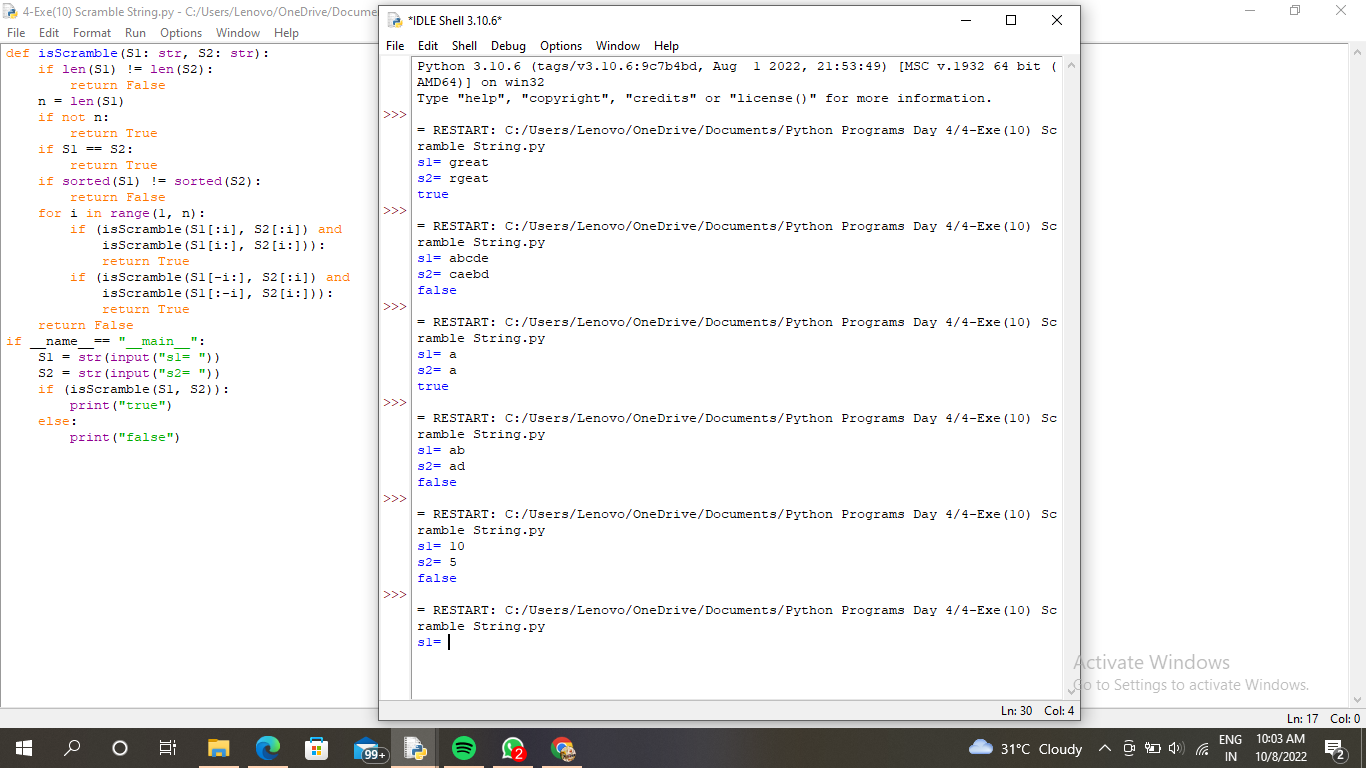 4-Exe(10) Scramble String.py - C:/Users/Lenovo/OneDrive/Docume
File Edit Format Run Options Window Help
def isScramble(S1: str, S2: str):
    if len(S1) != len(S2):
        return False
    n = len(S1)
    if not n:
        return True
    if S1 == S2:
        return True
    if sorted(S1) != sorted(S2):
        return False
    for i in range(1, n):
        if (isScramble(S1[:i], S2[:i]) and
            isScramble(S1[i:], S2[i:])):
            return True
        if (isScramble(S1[-i:], S2[:i]) and
            isScramble(S1[:-i], S2[i:])):
            return True
    return False
if __name__== "__main__":
    S1 = str(input("s1= "))
    S2 = str(input("s2= "))
    if (isScramble(S1, S2)):
        print("true")
    else:
        print("false")
*IDLE Shell 3.10.6*
File Edit Shell Debug Options Window Help
Python 3.10.6 (tags/v3.10.6:9c7b4bd, Aug  1 2022, 21:53:49) [MSC v.1932 64 bit (
AMD64)] on win32
Type "help", "copyright", "credits" or "license()" for more information.
>>>
= RESTART: C:/Users/Lenovo/OneDrive/Documents/Python Programs Day 4/4-Exe(10) Sc
ramble String.py
s1= great
s2= rgeat
true
>>>
= RESTART: C:/Users/Lenovo/OneDrive/Documents/Python Programs Day 4/4-Exe(10) Sc
ramble String.py
s1= abcde
s2= caebd
false
>>>
= RESTART: C:/Users/Lenovo/OneDrive/Documents/Python Programs Day 4/4-Exe(10) Sc
ramble String.py
s1= a
s2= a
true
>>>
= RESTART: C:/Users/Lenovo/OneDrive/Documents/Python Programs Day 4/4-Exe(10) Sc
ramble String.py
s1= ab
s2= ad
false
>>>
= RESTART: C:/Users/Lenovo/OneDrive/Documents/Python Programs Day 4/4-Exe(10) Sc
ramble String.py
s1= 10
s2= 5
false
>>>
= RESTART: C:/Users/Lenovo/OneDrive/Documents/Python Programs Day 4/4-Exe(10) Sc
ramble String.py
s1=
Ln: 30 Col: 4
Activate Windows
Go to Settings to activate Windows.
Ln: 17 Col: 0
99+
2
31°C Cloudy
ENG
IN
10:03 AM
10/8/2022
2